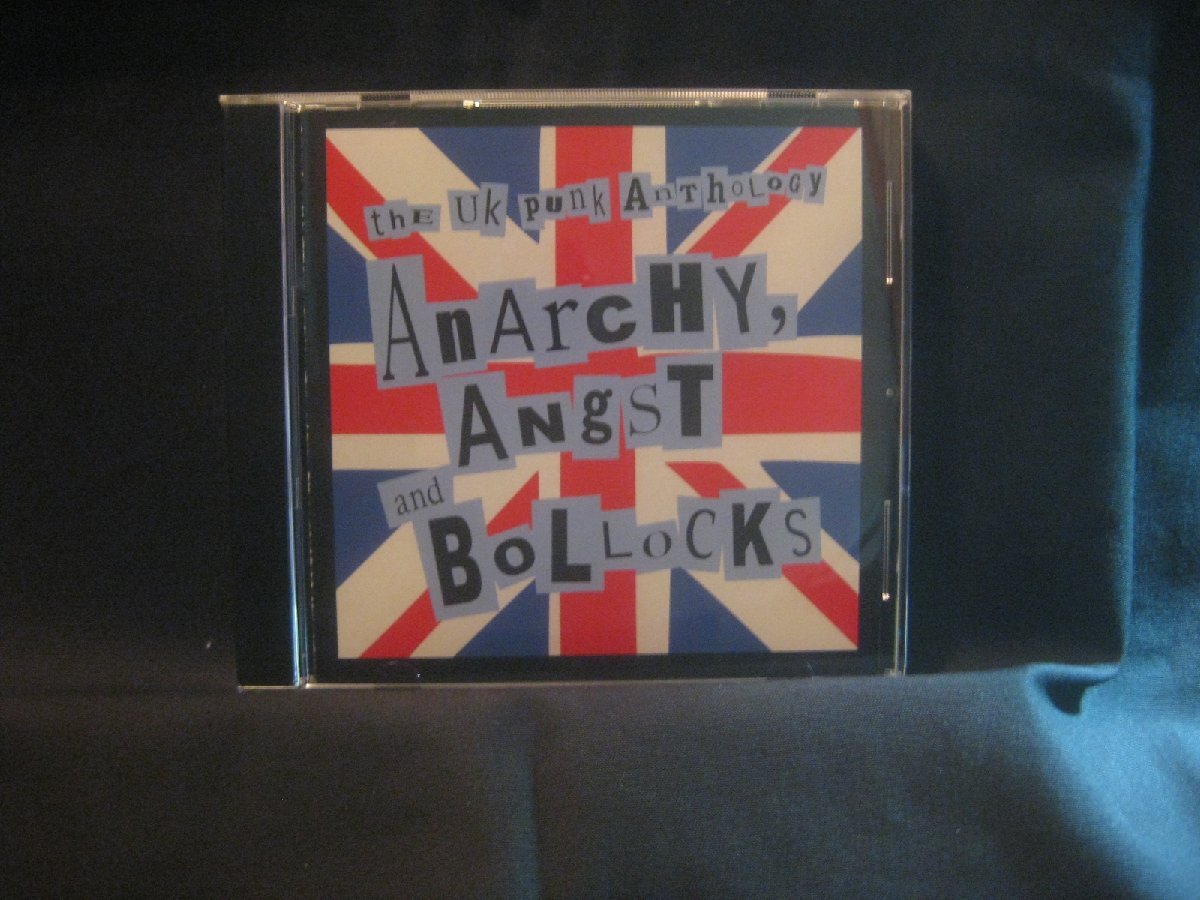 thE Uk punk AnThoLOGy
AnArcHY,
ANgST
and
BoLLoCKS